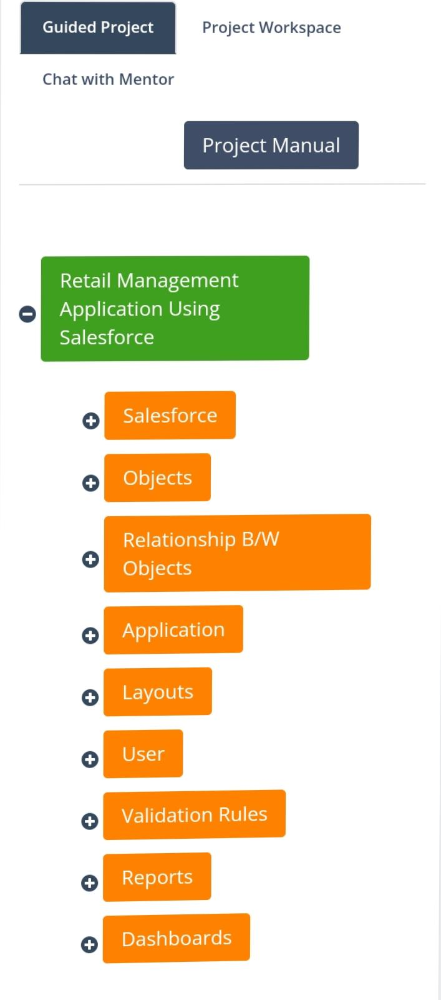 Guided Project
Project Workspace
Chat with Mentor
Project Manual
Retail Management
Application Using
Salesforce
Salesforce
Objects
Relationship B/W
Objects
Application
Layouts
User
Validation Rules
Reports
Dashboards